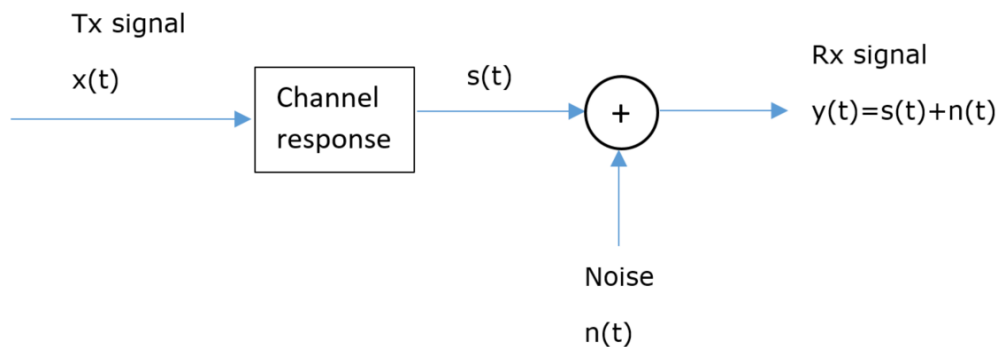 Tx signal
x(t)
Channel
response
s(t)
+
Rx signal
y(t)=s(t)+n(t)
Noise
n(t)